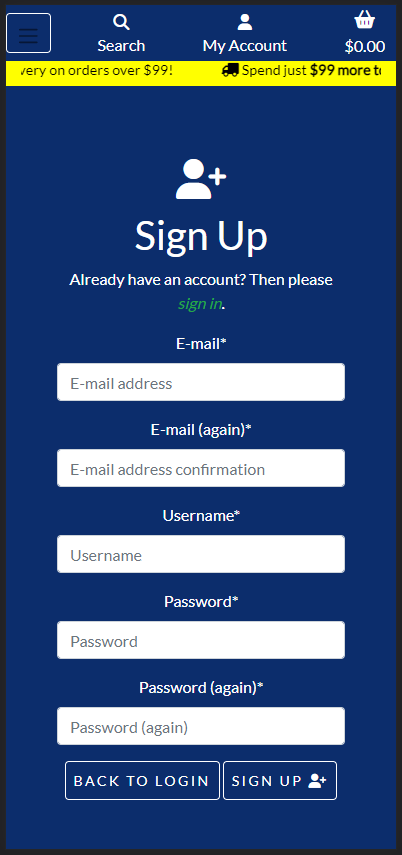 Search
My Account
$0.00
very on orders over $99!
Spend just $99 more to
Sign Up
Already have an account? Then please
sign in.
E-mail*
E-mail address
E-mail (again)*
E-mail address confirmation
Username*
Username
Password*
Password
Password (again)*
Password (again)
BACK TO LOGIN
SIGN UP